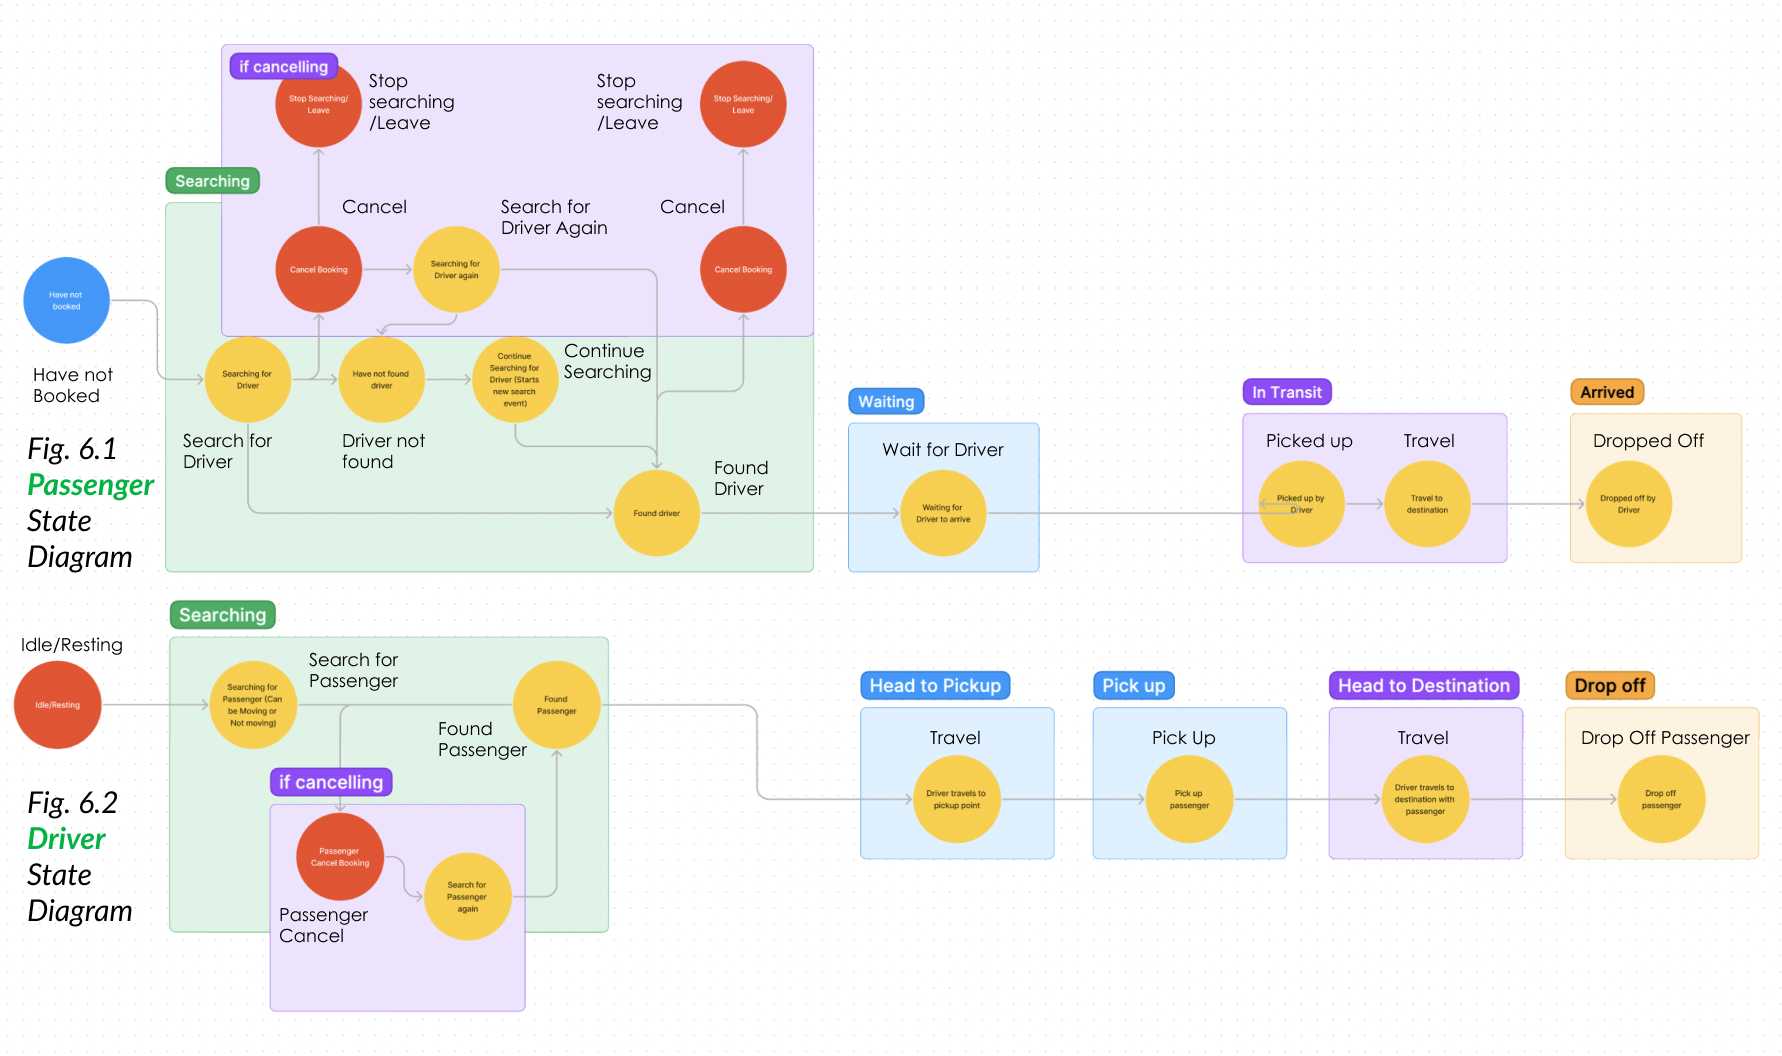 if cancelling
Stop Searching/
Leave
Stop
searching
/Leave
Stop
searching
/Leave
Stop Searching/
Leave
Searching
Cancel
Search for
Driver Again
Cancel
Cancel Booking
Searching for
Driver again
Cancel Booking
Have not
booked
Have not
Booked
Searching for
Driver
Have not found
driver
Continue
Searching for
Driver (Starts
new search
event)
Continue
Searching
Search for
Driver
Driver not
found
Found
Driver
Found driver
Fig. 6.1
Passenger
State
Diagram
Waiting
Wait for Driver
Waiting for
Driver to arrive
In Transit
Picked up
Travel
Picked up by
Driver
Travel to
destination
Arrived
Dropped Off
Dropped off by
Driver
Searching
Idle/Resting
Idle/Resting
Searching for
Passenger (Can
be Moving or
Not moving)
Search for
Passenger
Found
Passenger
Found
Passenger
if cancelling
Passenger
Cancel Booking
Search for
Passenger
again
Passenger
Cancel
Fig. 6.2
Driver
State
Diagram
Head to Pickup
Travel
Driver travels to
pickup point
Pick up
Pick Up
Pick up
passenger
Head to Destination
Travel
Driver travels to
destination with
passenger
Drop off
Drop Off Passenger
Drop off
passenger